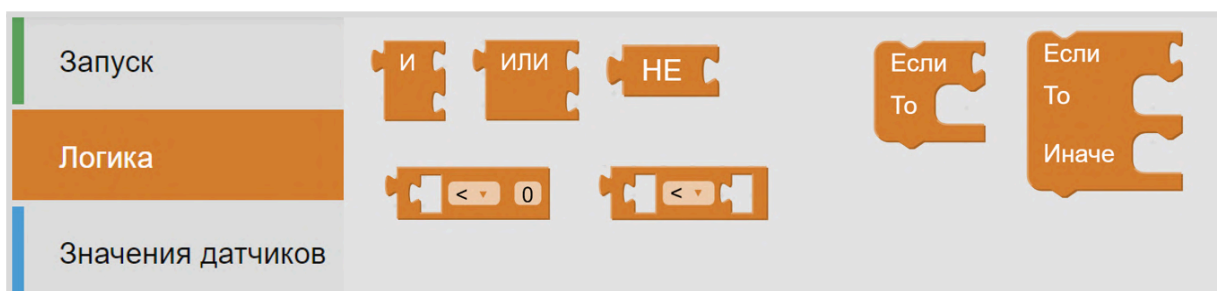 Запуск
Логика
Значения датчиков
И
ИЛИ
НЕ
< 0
<
Если
То
Если
То
Иначе